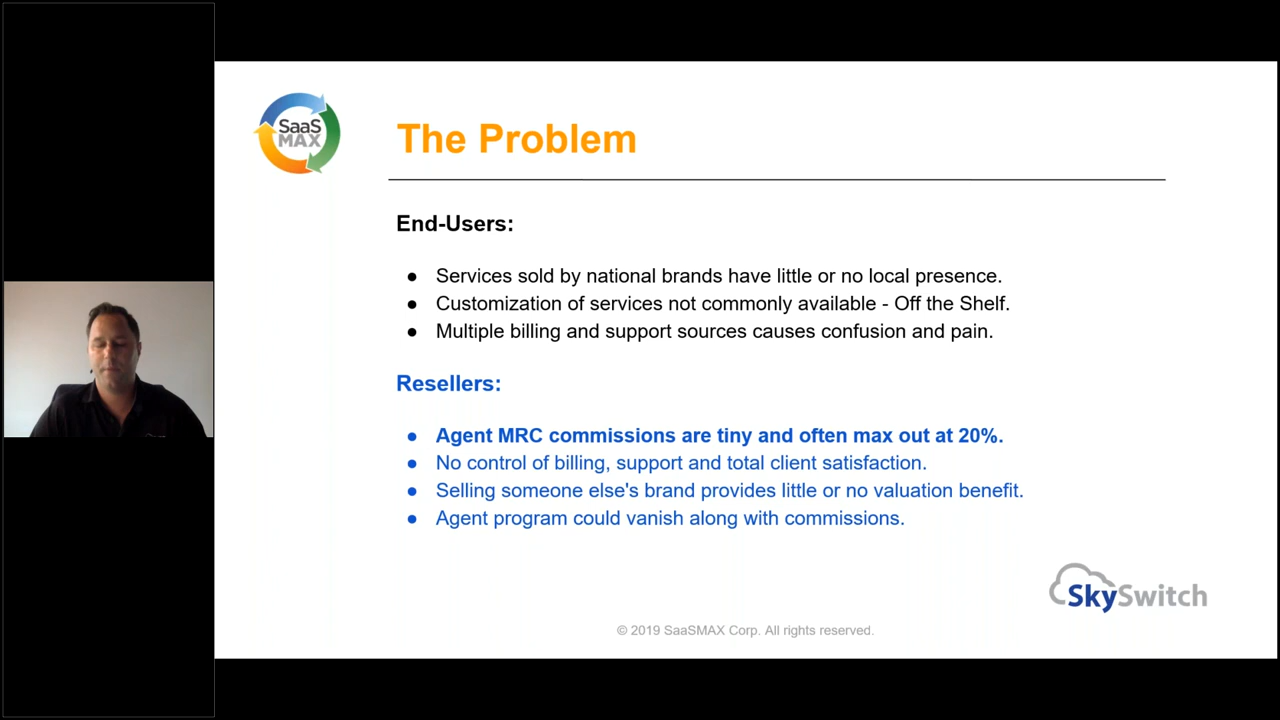 SaaS
MAX
The Problem
End-Users:
● Services sold by national brands have little or no local presence.
● Customization of services not commonly available - Off the Shelf.
● Multiple billing and support sources causes confusion and pain.
Resellers:
● Agent MRC commissions are tiny and often max out at 20%.
● No control of billing, support and total client satisfaction.
● Selling someone else's brand provides little or no valuation benefit.
● Agent program could vanish along with commissions.
SkySwitch
© 2019 SaaSMAX Corp. All rights reserved.